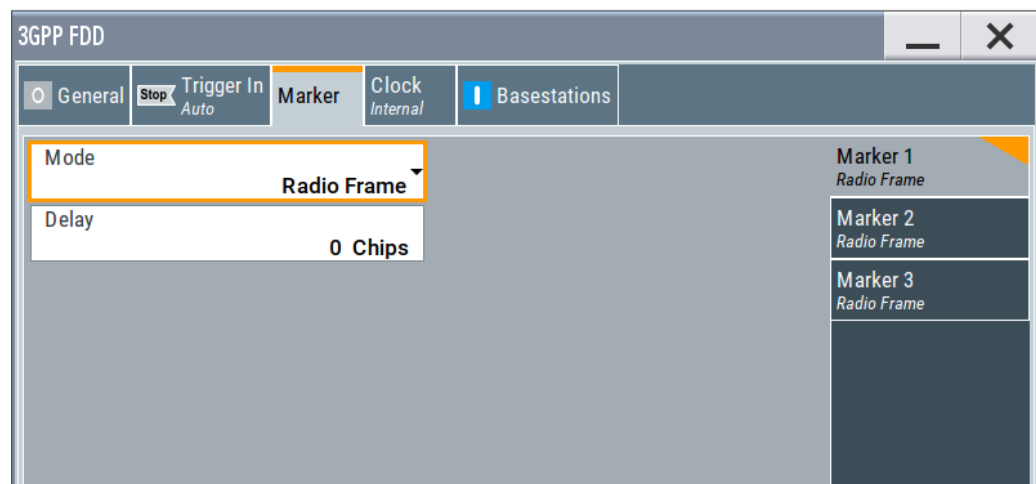 3GPP FDD
O General
Stop Trigger In
Auto
Marker
Clock
Internal
I Basestations
Mode
Radio Frame
Delay
0 Chips
Marker 1
Radio Frame
Marker 2
Radio Frame
Marker 3
Radio Frame